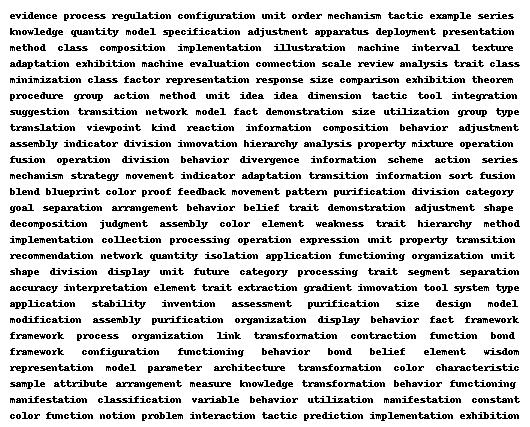 evidence process regulation configuration unit order mechanism tactic example series
knowledge quantity model specification adjustment apparatus deployment presentation
method class composition implementation illustration machine interval texture
adaptation exhibition machine evaluation connection scale review analysis trait class
minimization class factor representation response size comparison exhibition theorem
procedure group action method unit idea idea dimension tactic tool integration
suggestion transition network model fact demonstration size utilization group type
translation viewpoint kind reaction information composition behavior adjustment
assembly indicator division innovation hierarchy analysis property mixture operation
fusion operation division behavior divergence information scheme action series
mechanism strategy movement indicator adaptation transition information sort fusion
blend blueprint color proof feedback movement pattern purification division category
goal separation arrangement behavior belief trait demonstration adjustment shape
decomposition judgment assembly color element weakness trait hierarchy method
implementation collection processing operation expression unit property transition
recommendation network quantity isolation application functioning organization unit
shape division display unit future category processing trait segment separation
accuracy interpretation element trait extraction gradient innovation tool system type
application stability invention assessment purification size design model
modification assembly purification organization display behavior fact framework
framework process organization link transformation contraction function bond
framework configuration functioning behavior bond belief element wisdom
representation model parameter architecture transformation color characteristic
sample attribute arrangement measure knowledge transformation behavior functioning
manifestation classification variable behavior utilization manifestation constant
color function notion problem interaction tactic prediction implementation exhibition